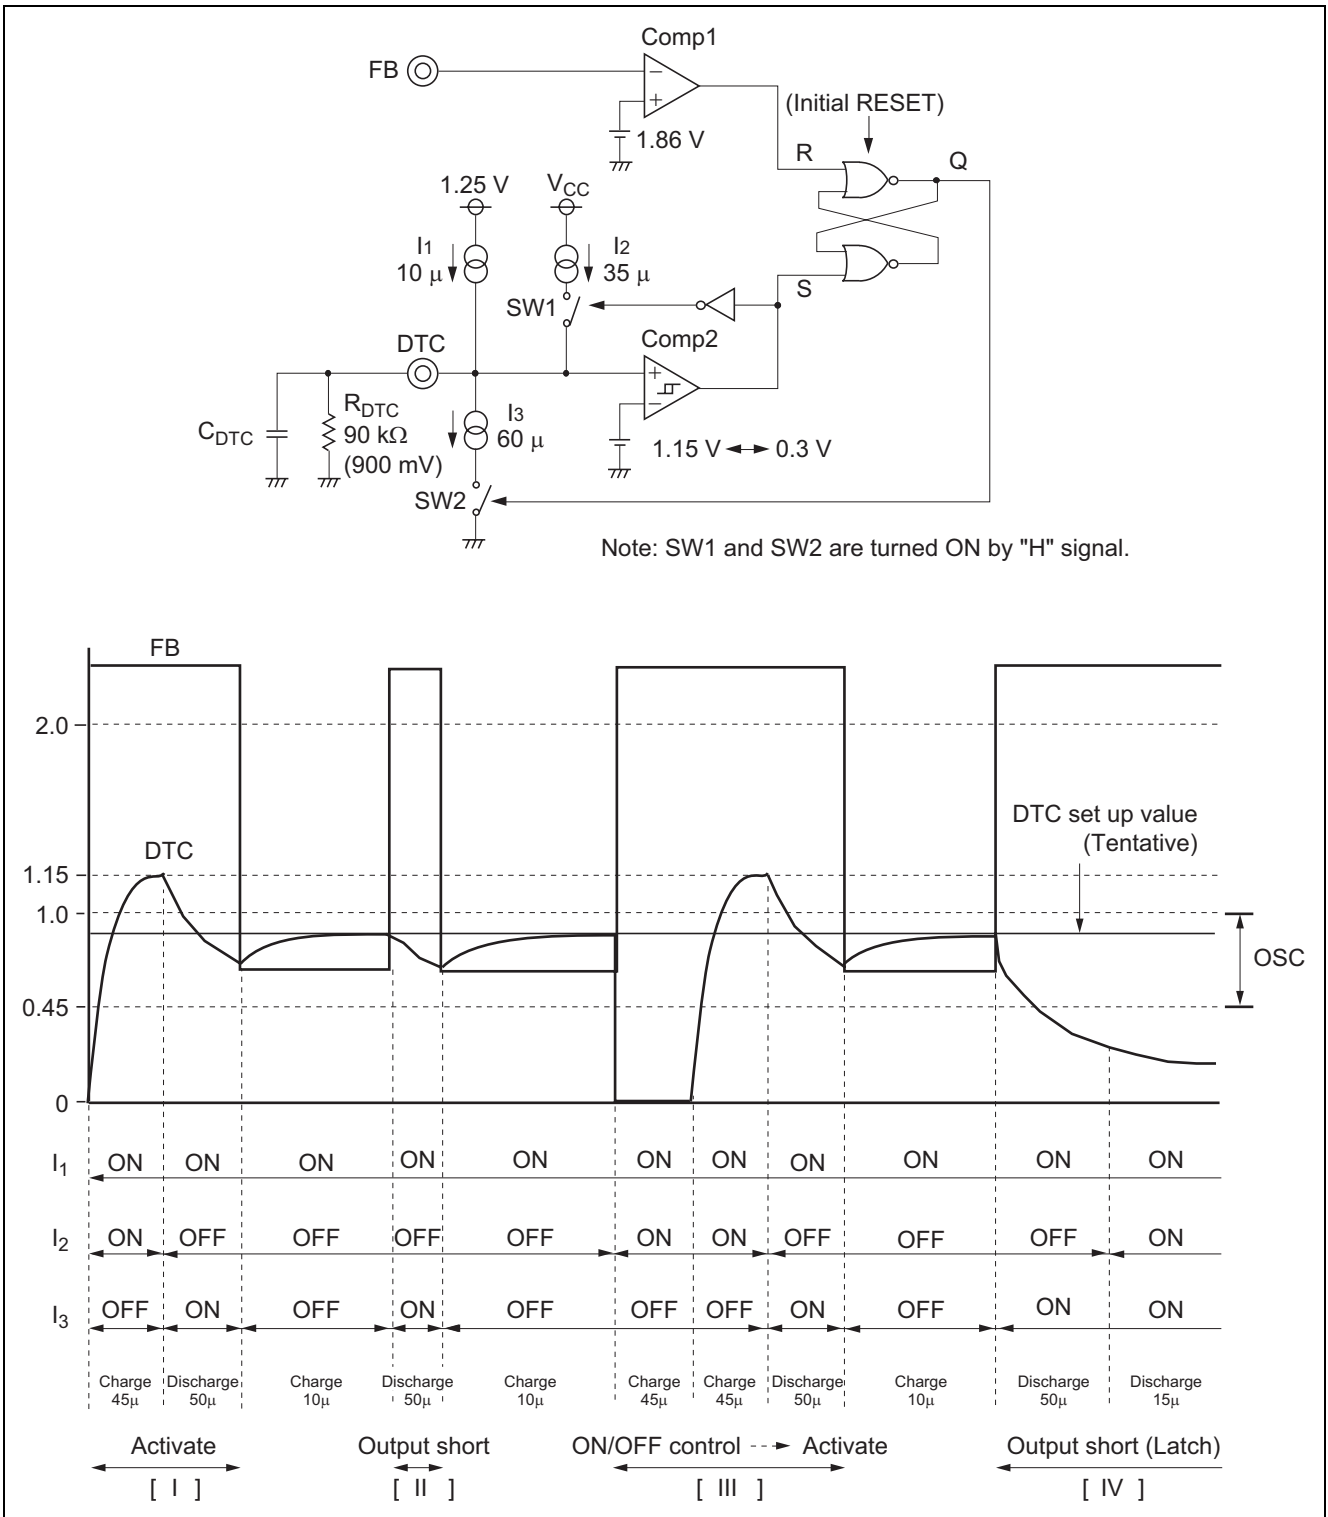 Comp1
FB
−
+
(Initial RESET)
1.86 V
R
Q
1.25 V
VCC
I1
10 μ
I2
35 μ
SW1
S
DTC
Comp2
+
−
RDTC
90 kΩ
(900 mV)
CDTC
I3
60 μ
1.15 V ◄─► 0.3 V
SW2
Note: SW1 and SW2 are turned ON by "H" signal.
FB
2.0
DTC set up value
(Tentative)
DTC
1.15
1.0
OSC
0.45
0
I1 ON ON ON ON ON ON ON ON ON ON ON
I2 ON OFF OFF OFF OFF ON ON OFF OFF OFF ON
I3 OFF ON OFF ON OFF OFF OFF ON OFF ON ON
Charge Discharge Charge Discharge Charge Charge Charge Discharge Charge Discharge Discharge
45μ 50μ 10μ 50μ 10μ 45μ 45μ 50μ 10μ 50μ 15μ
Activate Output short ON/OFF control ---► Activate Output short (Latch)
[ I ] [ II ] [ III ] [ IV ]